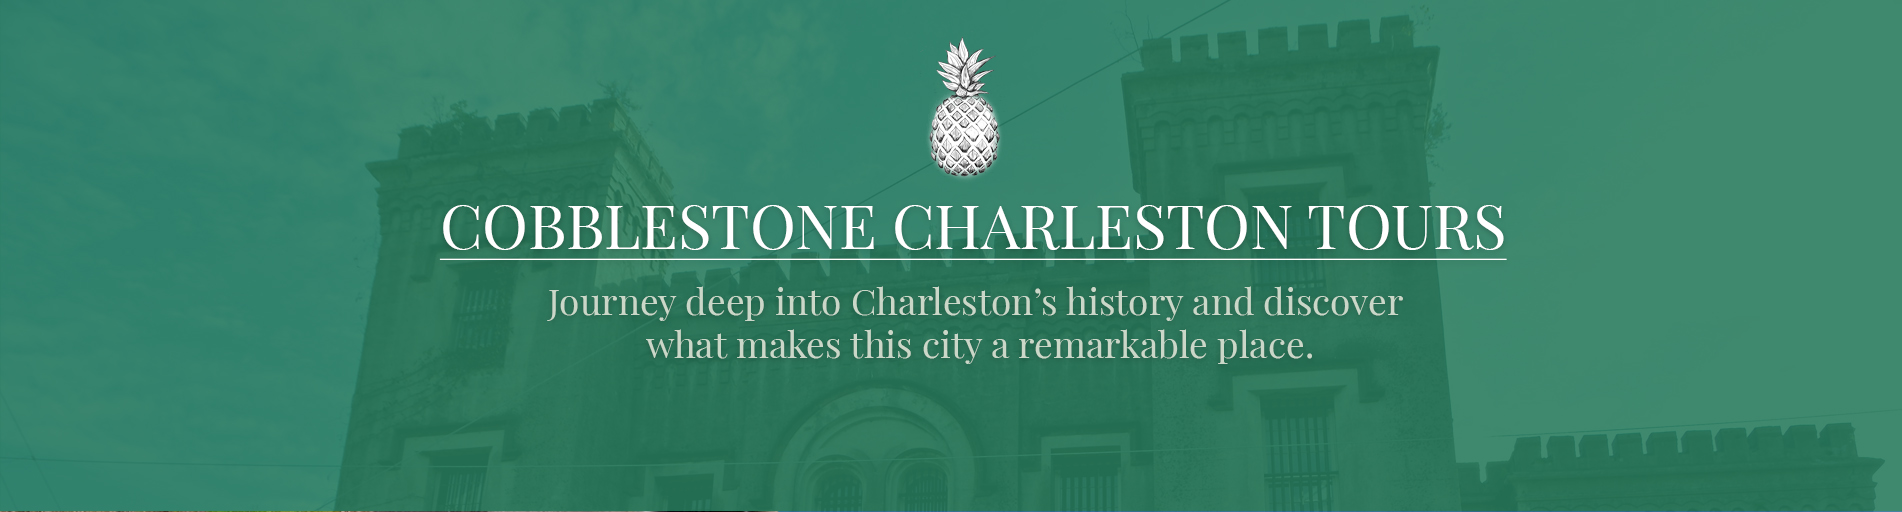 COBBLESTONE CHARLESTON TOURS
Journey deep into Charleston’s history and discover
what makes this city a remarkable place.